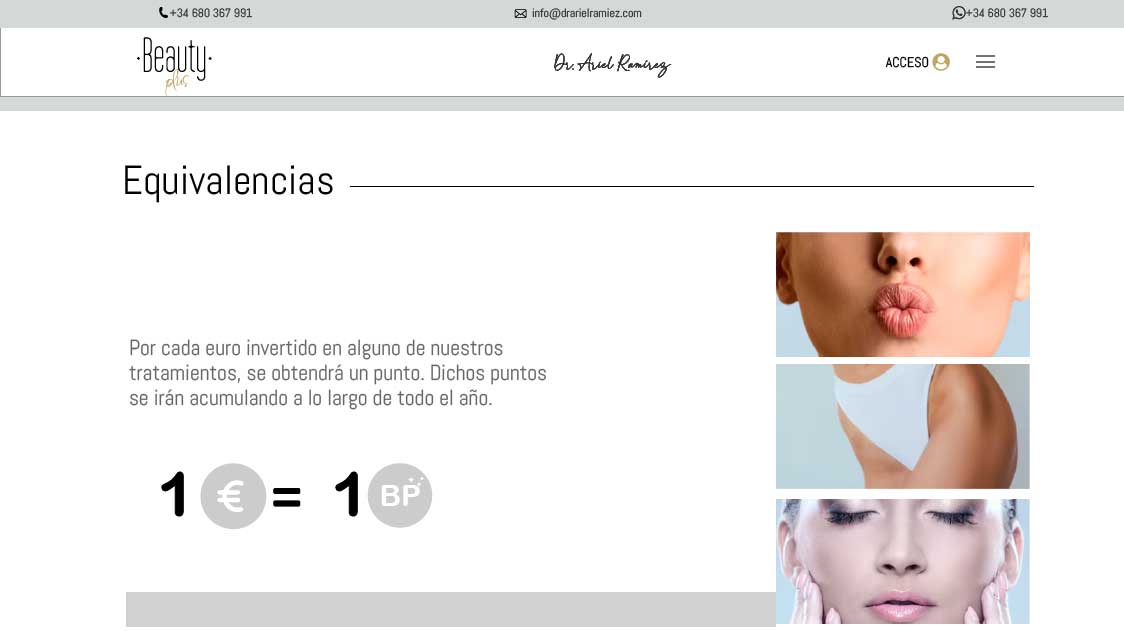 +34 680 367 991
info@drarielramiez.com
+34 680 367 991
·Beauty·
plus
Dr. Ariel Ramirez
ACCESO
Equivalencias
Por cada euro invertido en alguno de nuestros
tratamientos, se obtendrá un punto. Dichos puntos
se irán acumulando a lo largo de todo el año.
1 € = 1 BP